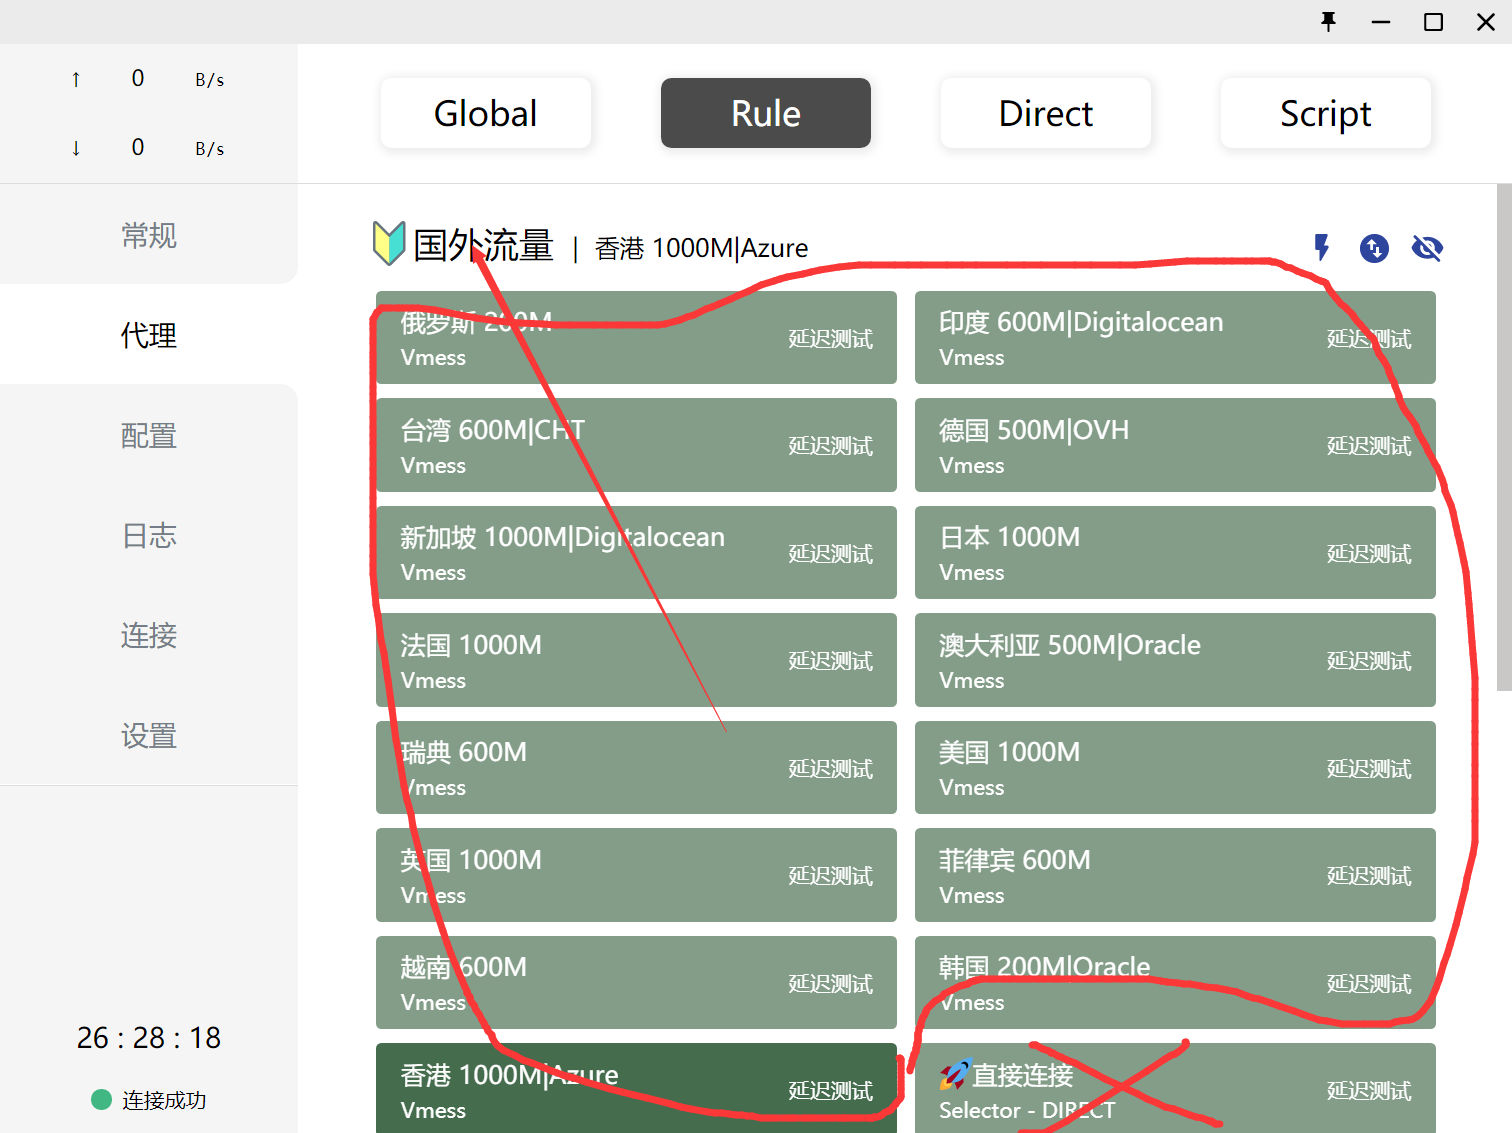 ↑ 0 B/s
↓ 0 B/s
常规
代理
配置
日志
连接
设置
26 : 28 : 18
连接成功
Global Rule Direct Script
国外流量 | 香港 1000M|Azure
俄罗斯 200M
Vmess
延迟测试
印度 600M|Digitalocean
Vmess
延迟测试
台湾 600M|CHT
Vmess
延迟测试
德国 500M|OVH
Vmess
延迟测试
新加坡 1000M|Digitalocean
Vmess
延迟测试
日本 1000M
Vmess
延迟测试
法国 1000M
Vmess
延迟测试
澳大利亚 500M|Oracle
Vmess
延迟测试
瑞典 600M
Vmess
延迟测试
美国 1000M
Vmess
延迟测试
英国 1000M
Vmess
延迟测试
菲律宾 600M
Vmess
延迟测试
越南 600M
Vmess
延迟测试
韩国 200M|Oracle
Vmess
延迟测试
香港 1000M|Azure
Vmess
延迟测试
🚀直接连接
Selector - DIRECT
延迟测试